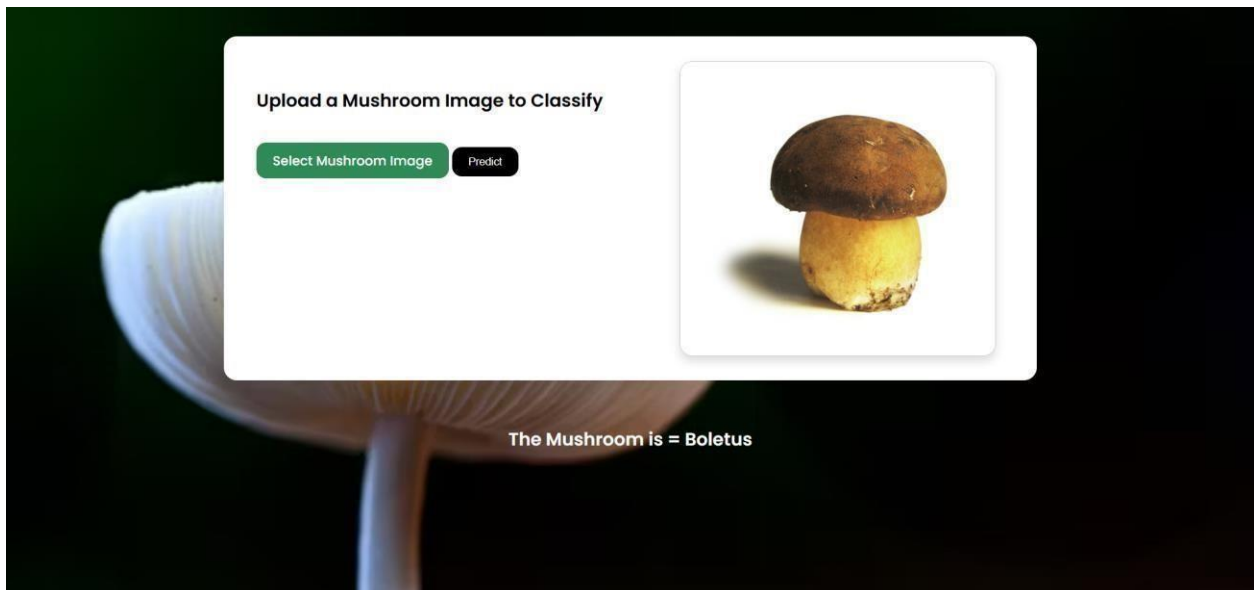 Upload a Mushroom Image to Classify
Select Mushroom Image Predict
The Mushroom is = Boletus